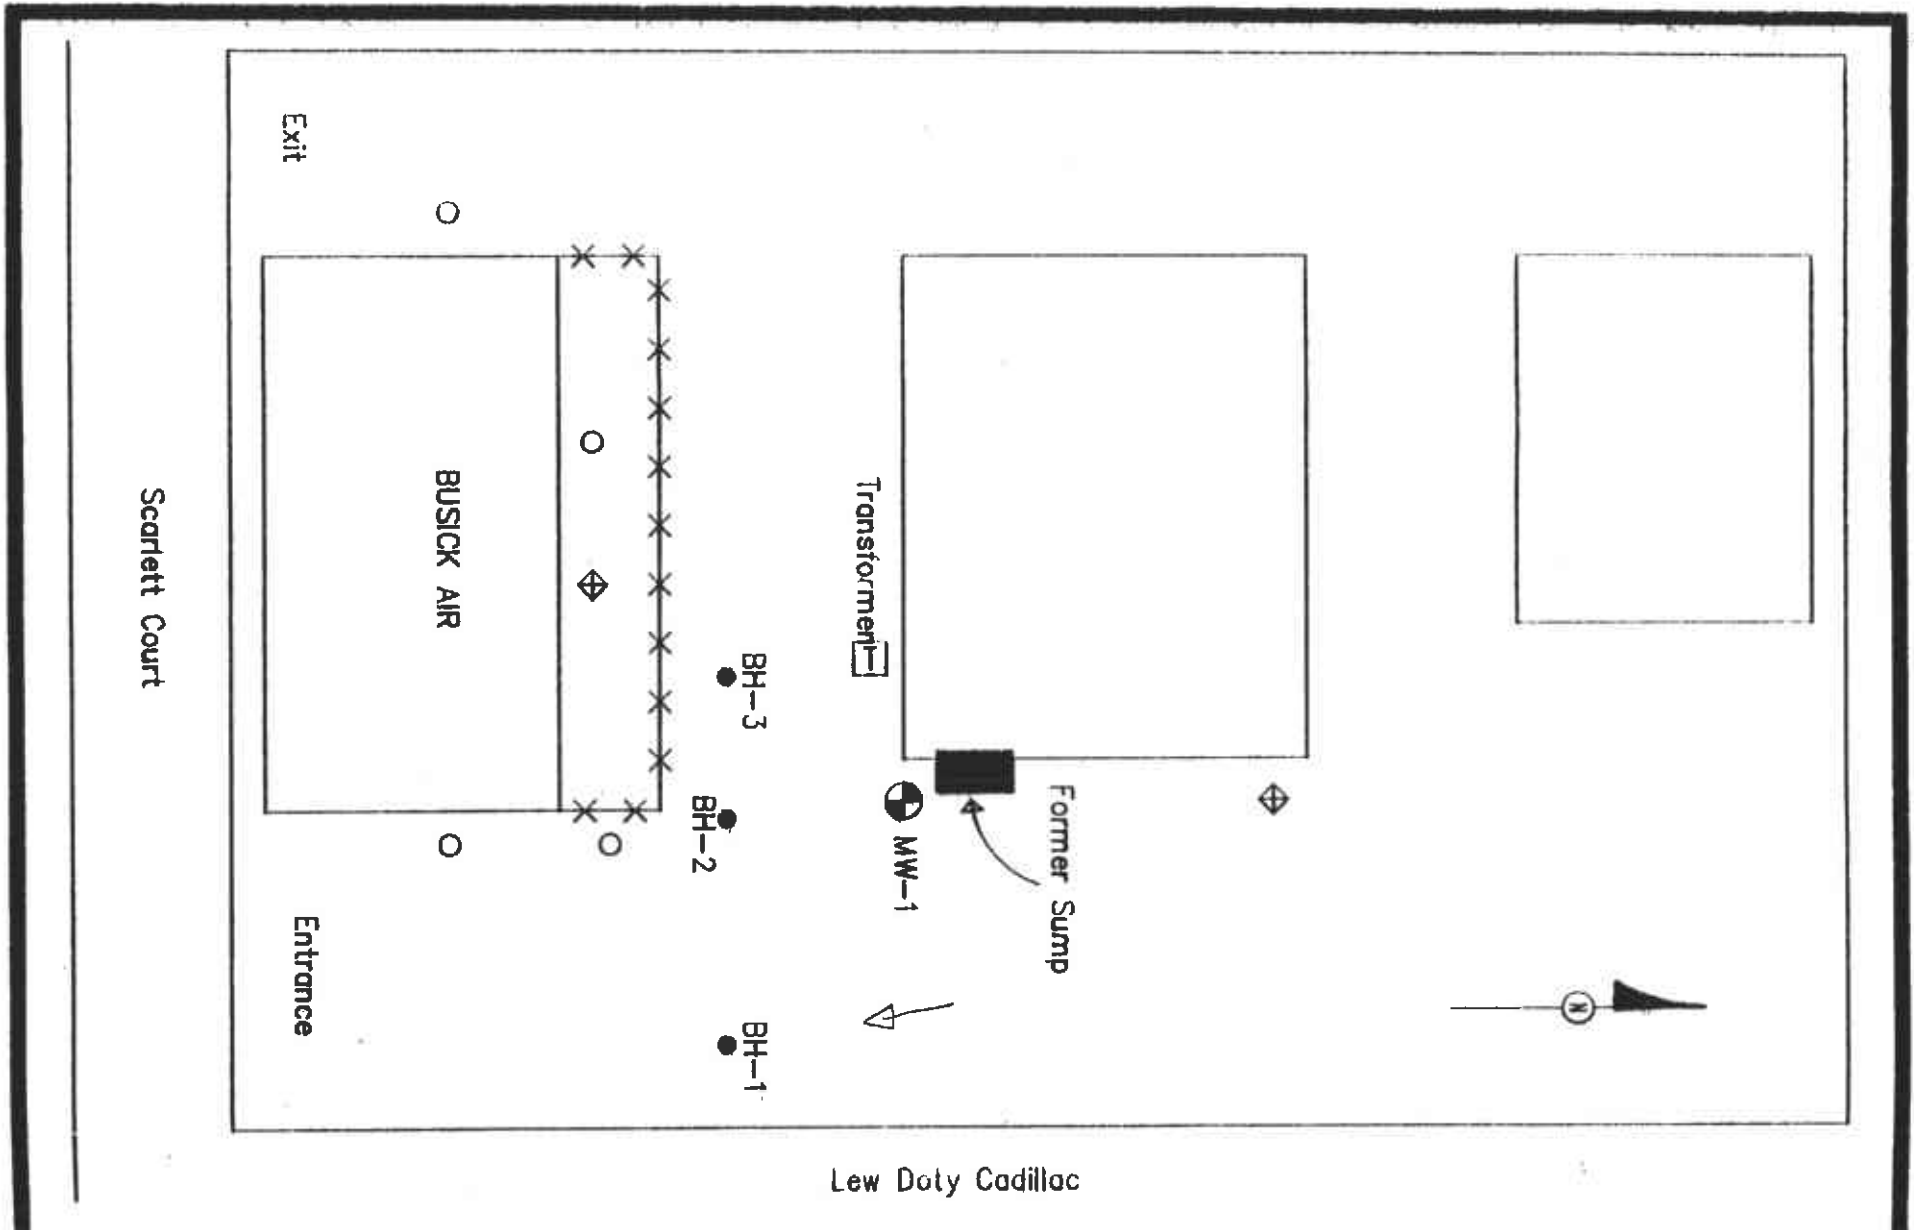 Exit
Scarlett Court
BUSICK AIR
Entrance
Transformer
BH-3
BH-2
BH-1
MW-1
Former Sump
N
Lew Doty Cadillac